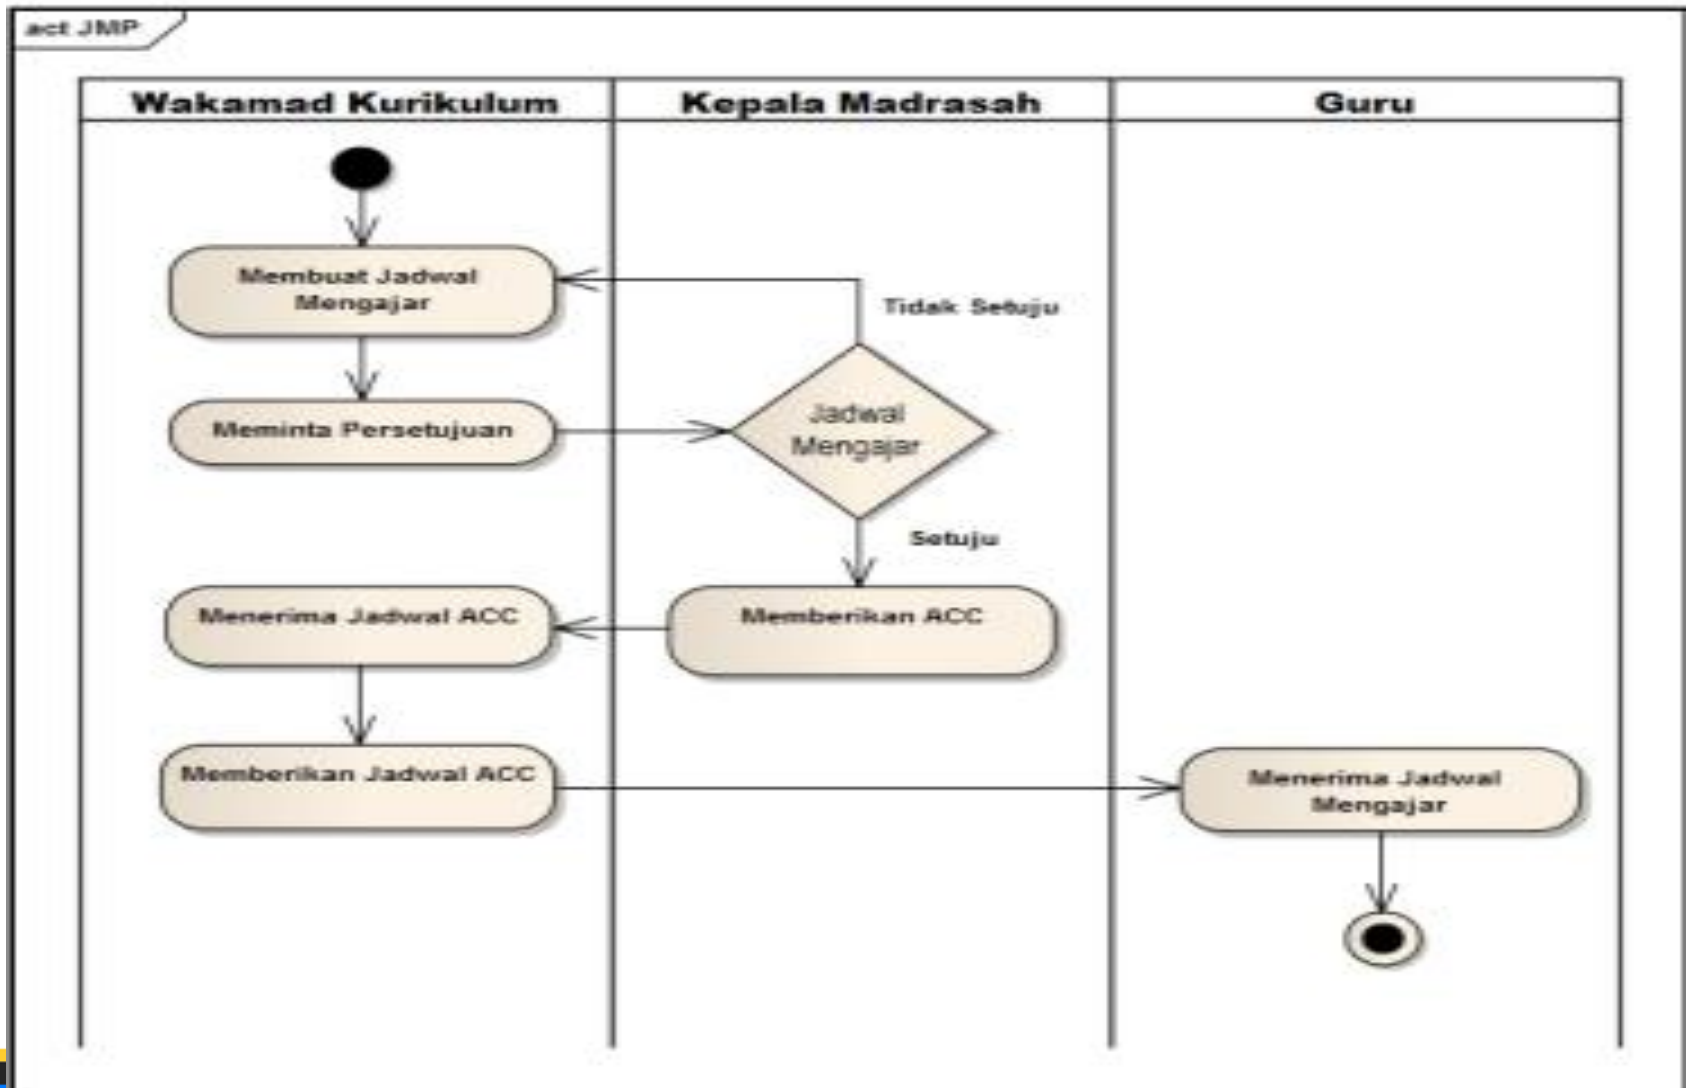 act JMP
Wakamad Kurikulum
Kepala Madrasah
Guru
Membuat Jadwal
Mengajar
Tidak Setuju
Meminta Persetujuan
Jadwal
Mengajar
Setuju
Menerima Jadwal ACC
Memberikan ACC
Memberikan Jadwal ACC
Menerima Jadwal
Mengajar